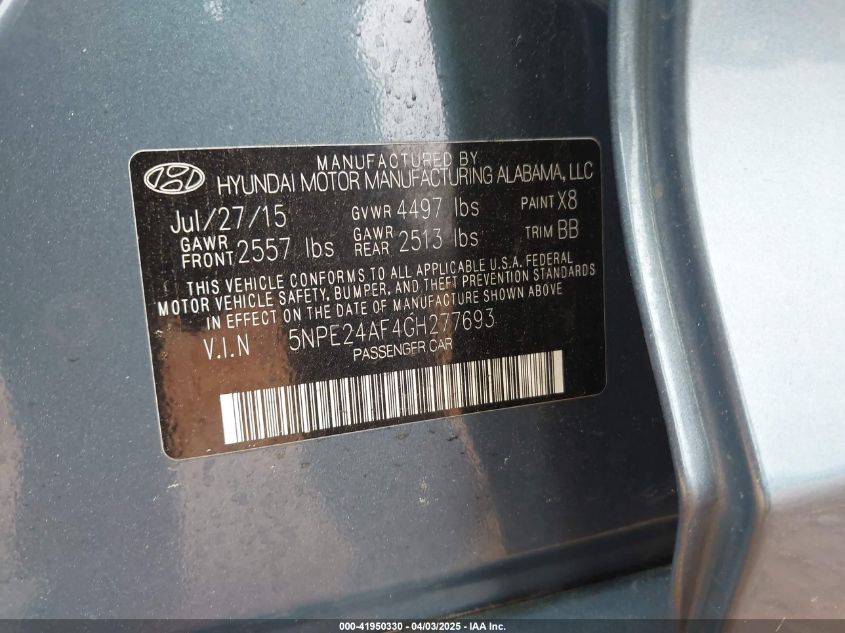 MANUFACTURED BY
HYUNDAI MOTOR MANUFACTURING ALABAMA, LLC
Jul/27/15 GVWR 4497 lbs PAINT X8
GAWR FRONT 2557 lbs GAWR REAR 2513 lbs TRIM BB
THIS VEHICLE CONFORMS TO ALL APPLICABLE U.S.A. FEDERAL
MOTOR VEHICLE SAFETY, BUMPER, AND THEFT PREVENTION STANDARDS
IN EFFECT ON THE DATE OF MANUFACTURE SHOWN ABOVE
V.I.N 5NPE24AF4GH277693
PASSENGER CAR
000-41950330 - 04/03/2025 - IAA Inc.